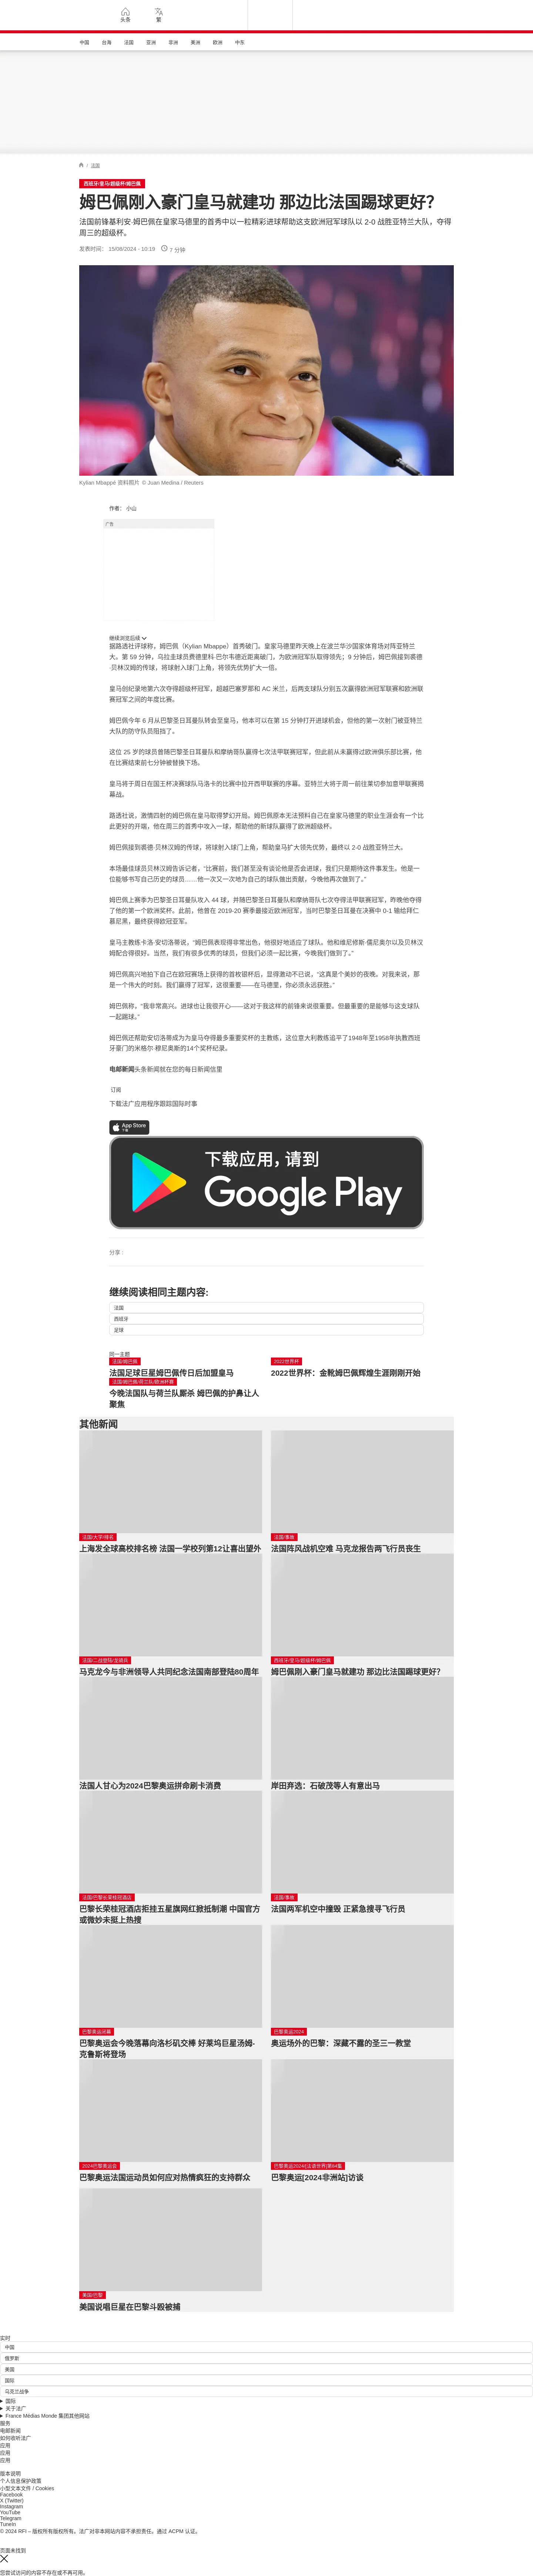 头条
繁
中国
台海
法国
亚洲
非洲
美洲
欧洲
中东
/ 法国
西班牙/皇马/超级杯/姆巴佩
姆巴佩刚入豪门皇马就建功 那边比法国踢球更好?
法国前锋基利安·姆巴佩在皇家马德里的首秀中以一粒精彩进球帮助这支欧洲冠军球队以 2-0 战胜亚特兰大队，夺得周三的超级杯。
发表时间： 15/08/2024 - 10:19
7 分钟
Kylian Mbappé 资料照片 © Juan Medina / Reuters
作者： 小山
广告
继续浏览后续
据路透社评球称，姆巴佩（Kylian Mbappe）首秀破门。皇家马德里昨天晚上在波兰华沙国家体育场对阵亚特兰大。第 59 分钟，乌拉圭球员费德里科·巴尔韦德近距离破门，为欧洲冠军队取得领先；9 分钟后，姆巴佩接到裘德·贝林汉姆的传球，将球射入球门上角，将领先优势扩大一倍。
皇马创纪录地第六次夺得超级杯冠军，超越巴塞罗那和 AC 米兰，后两支球队分别五次赢得欧洲冠军联赛和欧洲联赛冠军之间的年度比赛。
姆巴佩今年 6 月从巴黎圣日耳曼队转会至皇马，他本可以在第 15 分钟打开进球机会，但他的第一次射门被亚特兰大队的防守队员阻挡了。
这位 25 岁的球员曾随巴黎圣日耳曼队和摩纳哥队赢得七次法甲联赛冠军，但此前从未赢得过欧洲俱乐部比赛，他在比赛结束前七分钟被替换下场。
皇马将于周日在国王杯决赛球队马洛卡的比赛中拉开西甲联赛的序幕。亚特兰大将于周一前往莱切参加意甲联赛揭幕战。
路透社说，激情四射的姆巴佩在皇马取得梦幻开局。姆巴佩原本无法预料自己在皇家马德里的职业生涯会有一个比此更好的开端，他在周三的首秀中攻入一球，帮助他的新球队赢得了欧洲超级杯。
姆巴佩接到裘德·贝林汉姆的传球，将球射入球门上角，帮助皇马扩大领先优势，最终以 2-0 战胜亚特兰大。
本场最佳球员贝林汉姆告诉记者，“比赛前，我们甚至没有谈论他是否会进球，我们只是期待这件事发生。他是一位能够书写自己历史的球员……他一次又一次地为自己的球队做出贡献，今晚他再次做到了。”
姆巴佩上赛季为巴黎圣日耳曼队攻入 44 球，并随巴黎圣日耳曼队和摩纳哥队七次夺得法甲联赛冠军，昨晚他夺得了他的第一个欧洲奖杯。此前，他曾在 2019-20 赛季最接近欧洲冠军，当时巴黎圣日耳曼在决赛中 0-1 输给拜仁慕尼黑，最终获得欧冠亚军。
皇马主教练卡洛·安切洛蒂说，“姆巴佩表现得非常出色，他很好地适应了球队。他和维尼修斯·儒尼奥尔以及贝林汉姆配合得很好。当然，我们有很多优秀的球员，但我们必须一起比赛，今晚我们做到了。”
姆巴佩高兴地拍下自己在欧冠赛场上获得的首枚银杯后，显得激动不已说，“这真是个美妙的夜晚。对我来说，那是一个伟大的时刻。我们赢得了冠军，这很重要——在马德里，你必须永远获胜。”
姆巴佩称，“我非常高兴。进球也让我很开心——这对于我这样的前锋来说很重要。但最重要的是能够与这支球队一起踢球。”
姆巴佩还帮助安切洛蒂成为为皇马夺得最多重要奖杯的主教练，这位意大利教练追平了1948年至1958年执教西班牙豪门的米格尔·穆尼奥斯的14个奖杯纪录。
电邮新闻头条新闻就在您的每日新闻信里
订阅
下载法广应用程序跟踪国际时事
App Store
下载
下载应用，请到
Google Play
分享 :
继续阅读相同主题内容:
法国
西班牙
足球
同一主题
法国/姆巴佩
法国足球巨星姆巴佩传日后加盟皇马
2022世界杯
2022世界杯：金靴姆巴佩辉煌生涯刚刚开始
法国/姆巴佩/荷兰队/欧洲杯赛
今晚法国队与荷兰队厮杀 姆巴佩的护鼻让人聚焦
其他新闻
法国/大学/排名
上海发全球高校排名榜 法国一学校列第12让喜出望外
法国/事故
法国阵风战机空难 马克龙报告两飞行员丧生
法国/二战登陆/龙骑兵
马克龙今与非洲领导人共同纪念法国南部登陆80周年
西班牙/皇马/超级杯/姆巴佩
姆巴佩刚入豪门皇马就建功 那边比法国踢球更好?
法国人甘心为2024巴黎奥运拼命刷卡消费
岸田弃选：石破茂等人有意出马
法国/巴黎长荣桂冠酒店
巴黎长荣桂冠酒店拒挂五星旗网红掀抵制潮 中国官方或微妙未挺上热搜
法国/事故
法国两军机空中撞毁 正紧急搜寻飞行员
巴黎奥运闭幕
巴黎奥运会今晚落幕向洛杉矶交棒 好莱坞巨星汤姆-克鲁斯将登场
巴黎奥运2024
奥运场外的巴黎：深藏不露的圣三一教堂
2024巴黎奥运会
巴黎奥运法国运动员如何应对热情疯狂的支持群众
巴黎奥运2024/[法语世界]第64集
巴黎奥运[2024非洲站]访谈
美国/巴黎
美国说唱巨星在巴黎斗殴被捕
实时
中国
俄罗斯
美国
国际
马克兰战争
国际
关于法广
France Médias Monde 集团其他网站
服务
电邮新闻
如何收听法广
应用
应用
应用
版本说明
个人信息保护政策
小型文本文件 / Cookies
Facebook
X (Twitter)
Instagram
YouTube
Telegram
TuneIn
© 2024 RFI – 版权所有版权所有。法广对非本网站内容不承担责任。通过 ACPM 认证。
页面未找到
您尝试访问的内容不存在或不再可用。